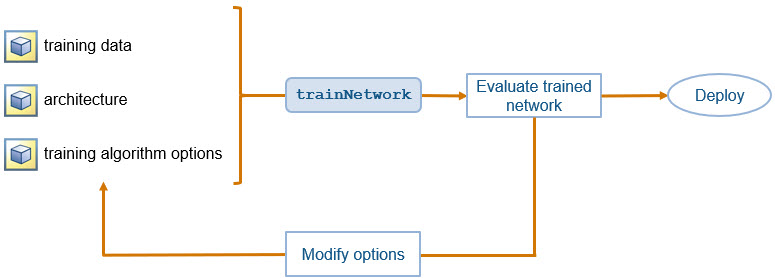 training data
architecture
training algorithm options
trainNetwork
Evaluate trained
network
Deploy
Modify options